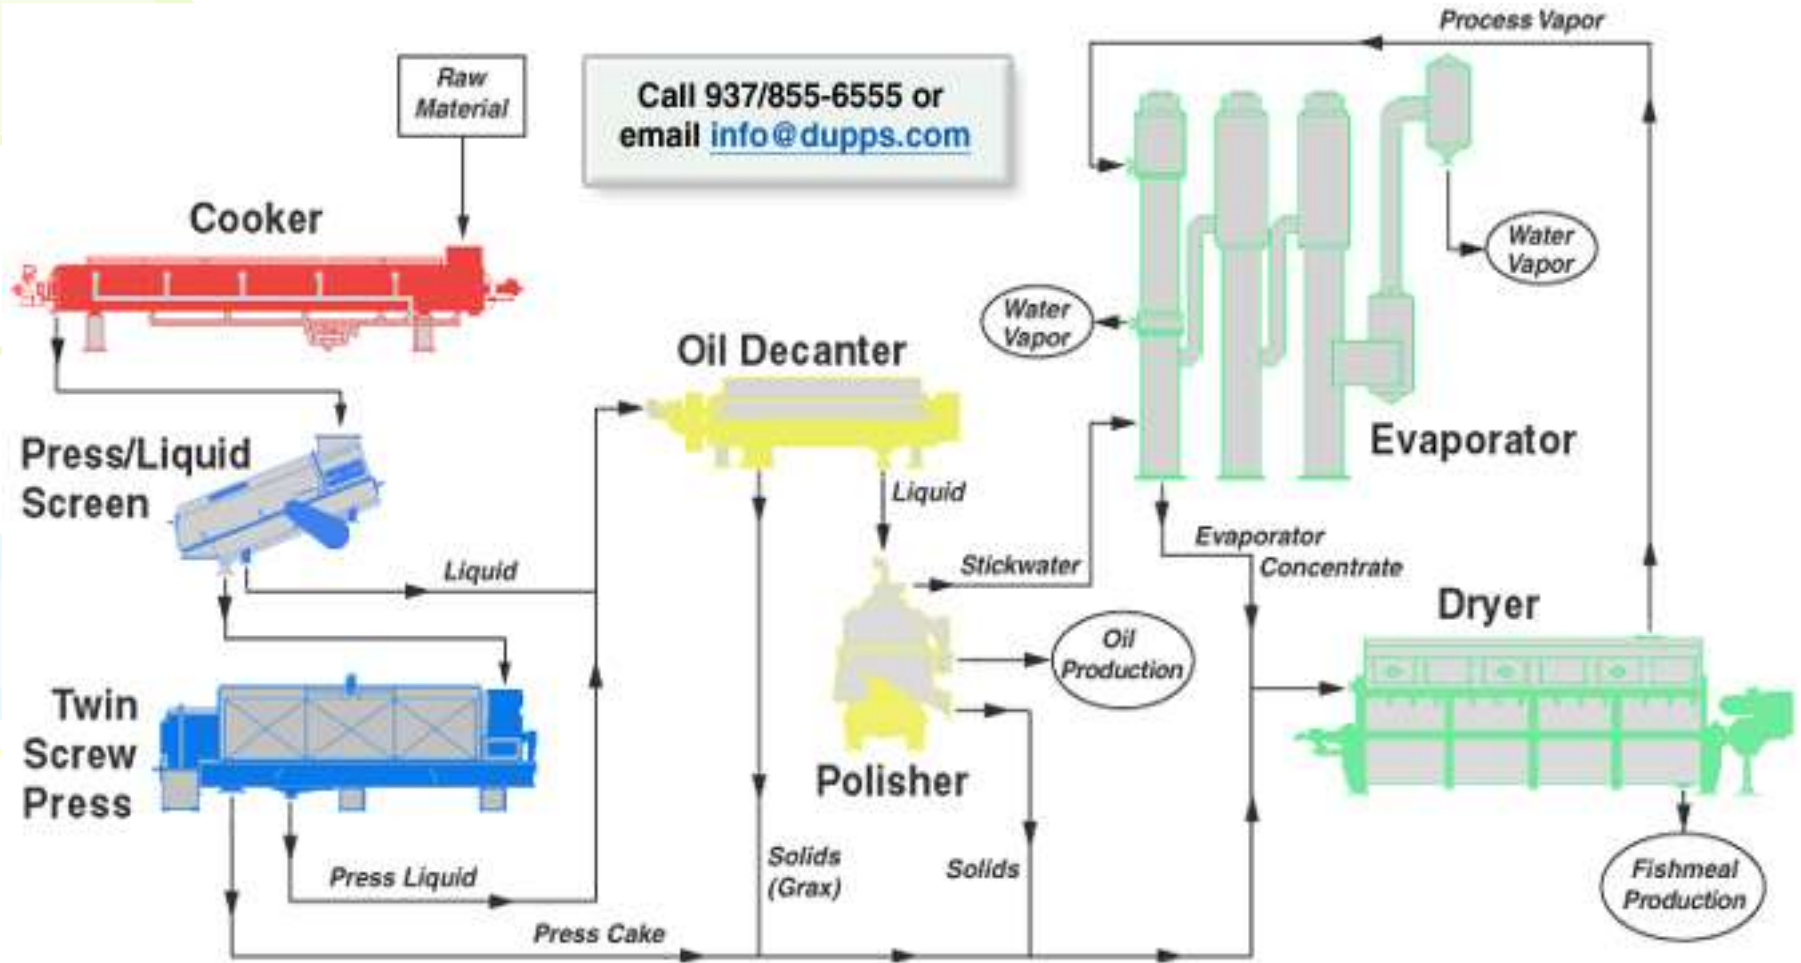 Process Vapor
Raw
Material
Call 937/855-6555 or
email info@dupps.com
Cooker
Water
Vapor
Water
Vapor
Oil Decanter
Evaporator
Press/Liquid
Screen
Liquid
Evaporator
Concentrate
Stickwater
Liquid
Dryer
Oil
Production
Twin
Screw
Press
Polisher
Solids
(Grax)
Solids
Press Liquid
Fishmeal
Production
Press Cake